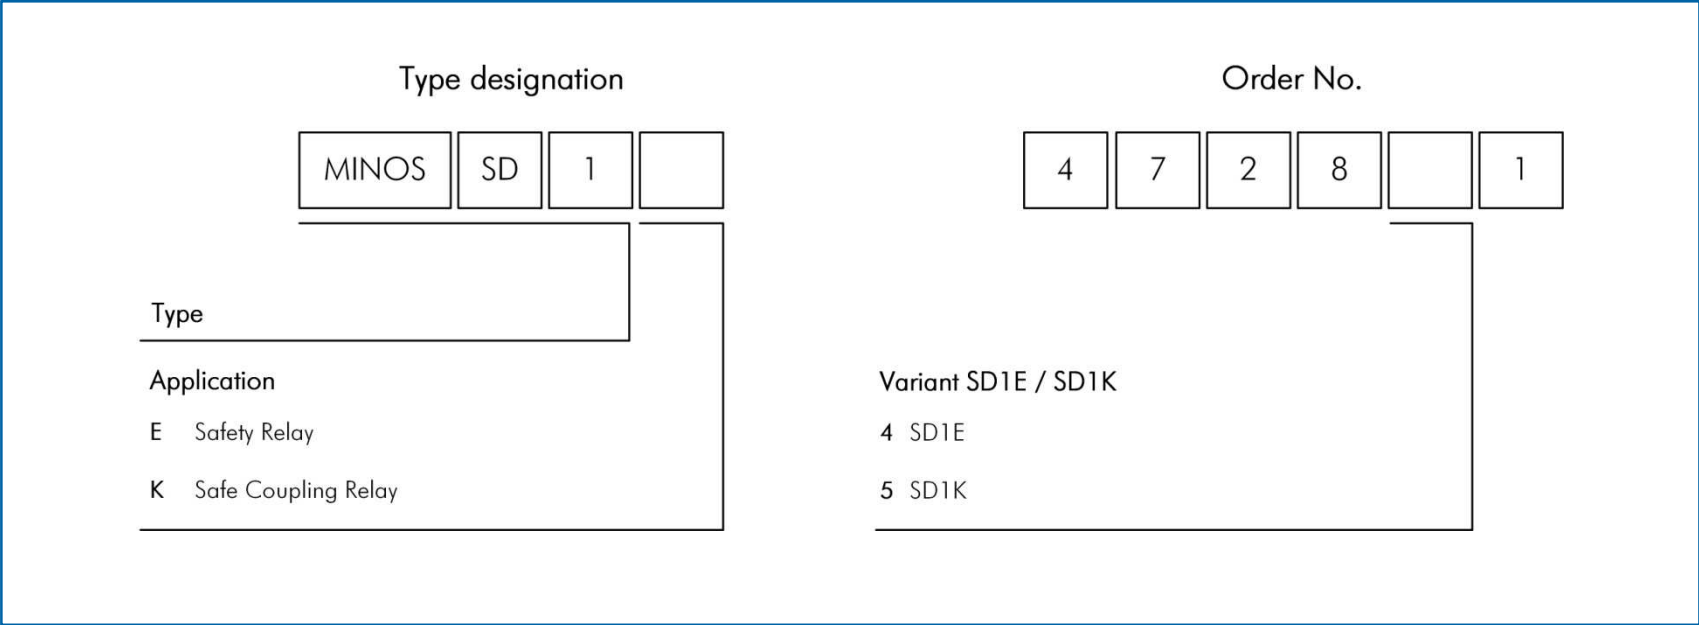 Type designation
MINOS SD 1
Type
Application
E Safety Relay
K Safe Coupling Relay
Order No.
4 7 2 8 1
Variant SD1E / SD1K
4 SD1E
5 SD1K